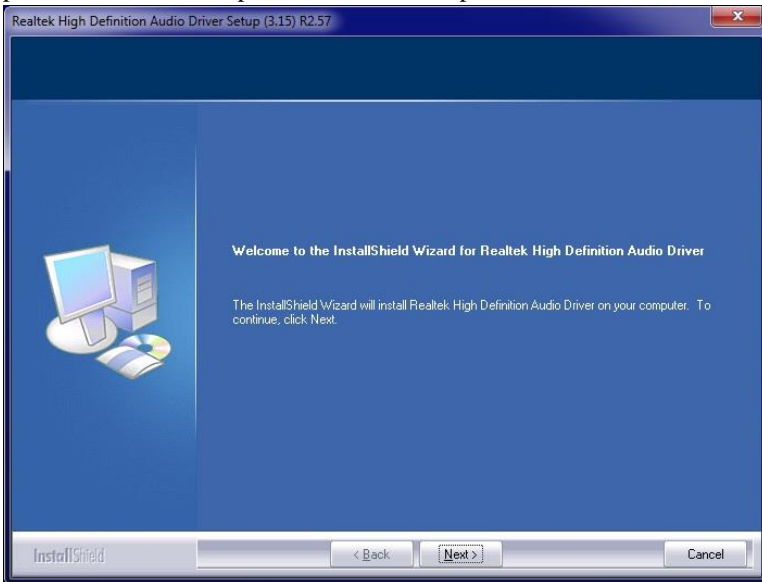 Realtek High Definition Audio Driver Setup (3.15) R2.57
Welcome to the InstallShield Wizard for Realtek High Definition Audio Driver
The InstallShield Wizard will install Realtek High Definition Audio Driver on your computer. To
continue, click Next.
InstallShield
< Back Next > Cancel